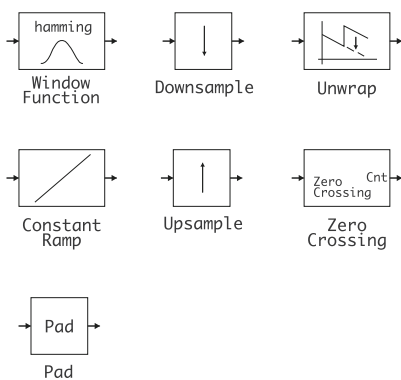 hamming
Window
Function
Downsample
Unwrap
Constant
Ramp
Upsample
Zero
Crossing
Cnt
Zero
Crossing
Pad
Pad